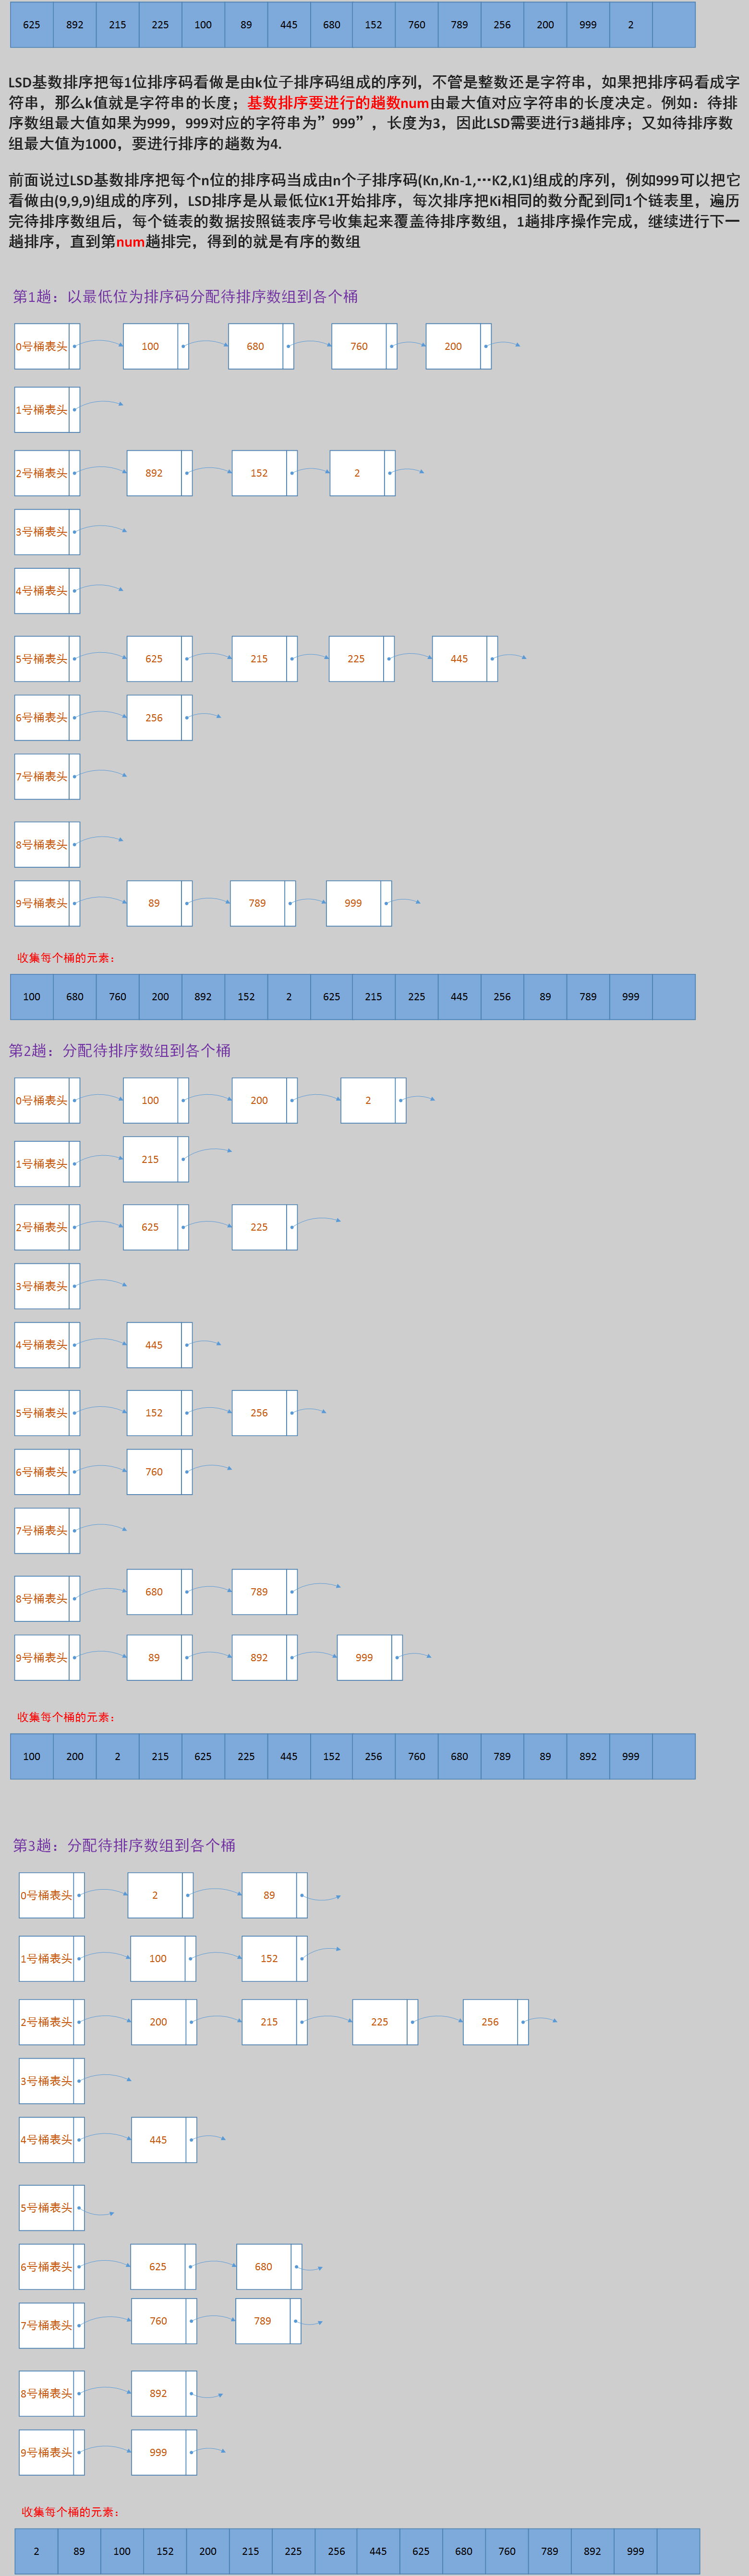 625 892 215 225 100 89 445 680 152 760 789 256 200 999 2
LSD基数排序把每1位排序码看做是由k位子排序码组成的序列，不管是整数还是字符串，如果把排序码看成字
符串，那么k值就是字符串的长度；基数排序要进行的趟数num由最大值对应字符串的长度决定。例如：待排
序数组最大值如果为999，999对应的字符串为”999”，长度为3，因此LSD需要进行3趟排序；又如待排序数
组最大值为1000，要进行排序的趟数为4.
前面说过LSD基数排序把每个n位的排序码当成由n个子排序码(Kn,Kn-1,…K2,K1)组成的序列，例如999可以把它
看做由(9,9,9)组成的序列，LSD排序是从最低位K1开始排序，每次排序把Ki相同的数分配到同1个链表里，遍历
完待排序数组后，每个链表的数据按照链表序号收集起来覆盖待排序数组，1趟排序操作完成，继续进行下一
趟排序，直到第num趟排完，得到的就是有序的数组
第1趟：以最低位为排序码分配待排序数组到各个桶
0号桶表头 100 680 760 200
1号桶表头
2号桶表头 892 152 2
3号桶表头
4号桶表头
5号桶表头 625 215 225 445
6号桶表头 256
7号桶表头
8号桶表头
9号桶表头 89 789 999
收集每个桶的元素：
100 680 760 200 892 152 2 625 215 225 445 256 89 789 999
第2趟：分配待排序数组到各个桶
0号桶表头 100 200 2
1号桶表头 215
2号桶表头 625 225
3号桶表头
4号桶表头 445
5号桶表头 152 256
6号桶表头 760
7号桶表头
8号桶表头 680 789
9号桶表头 89 892 999
收集每个桶的元素：
100 200 2 215 625 225 445 152 256 760 680 789 89 892 999
第3趟：分配待排序数组到各个桶
0号桶表头 2 89
1号桶表头 100 152
2号桶表头 200 215 225 256
3号桶表头
4号桶表头 445
5号桶表头
6号桶表头 625 680
7号桶表头 760 789
8号桶表头 892
9号桶表头 999
收集每个桶的元素：
2 89 100 152 200 215 225 256 445 625 680 760 789 892 999